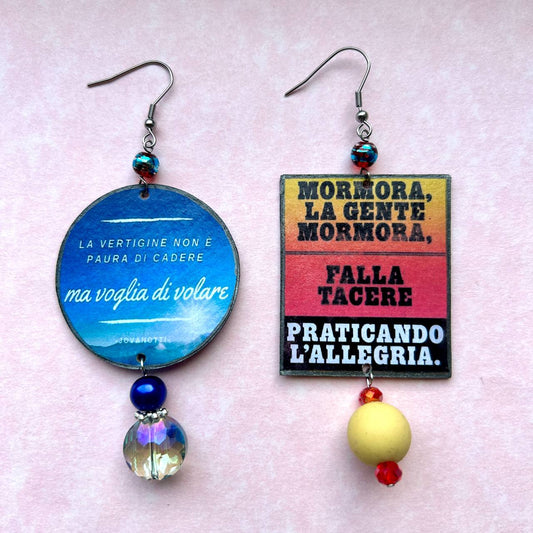 LA VERTIGINE NON È
PAURA DI CADERE
ma voglia di volare
JOVANOTTI
MORMORA,
LA GENTE
MORMORA,
FALLA
TACERE
PRATICANDO
L'ALLEGRIA.